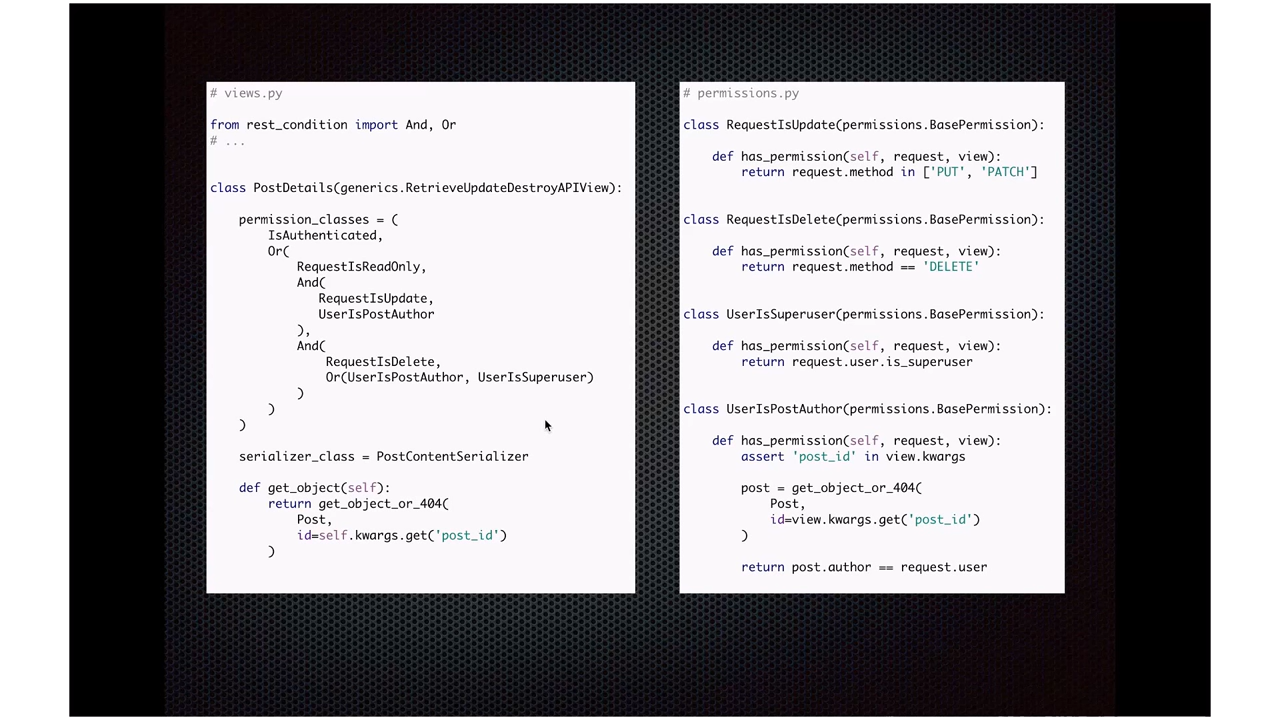 # views.py
from rest_condition import And, Or
# ...
class PostDetails(generics.RetrieveUpdateDestroyAPIView):
permission_classes = (
IsAuthenticated,
Or(
RequestIsReadOnly,
And(
RequestIsUpdate,
UserIsPostAuthor
),
And(
RequestIsDelete,
Or(UserIsPostAuthor, UserIsSuperuser)
)
)
)
serializer_class = PostContentSerializer
def get_object(self):
return get_object_or_404(
Post,
id=self.kwargs.get('post_id')
)
# permissions.py
class RequestIsUpdate(permissions.BasePermission):
def has_permission(self, request, view):
return request.method in ['PUT', 'PATCH']
class RequestIsDelete(permissions.BasePermission):
def has_permission(self, request, view):
return request.method == 'DELETE'
class UserIsSuperuser(permissions.BasePermission):
def has_permission(self, request, view):
return request.user.is_superuser
class UserIsPostAuthor(permissions.BasePermission):
def has_permission(self, request, view):
assert 'post_id' in view.kwargs
post = get_object_or_404(
Post,
id=view.kwargs.get('post_id')
)
return post.author == request.user